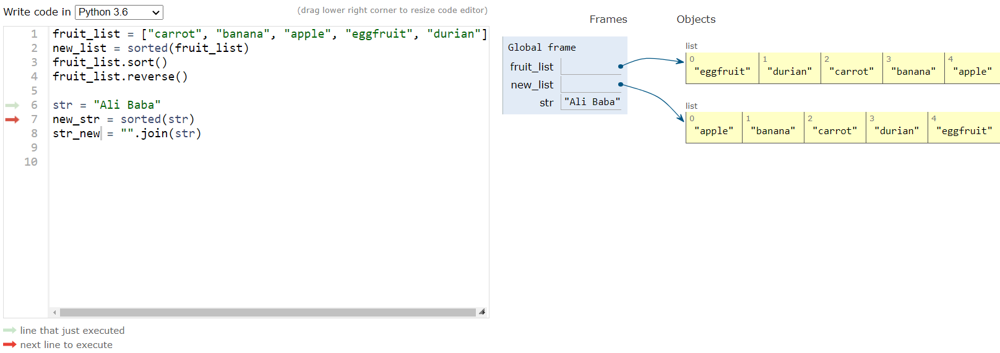 Write code in Python 3.6
(drag lower right corner to resize code editor)
1 fruit_list = ["carrot", "banana", "apple", "eggfruit", "durian"]
2 new_list = sorted(fruit_list)
3 fruit_list.sort()
4 fruit_list.reverse()
5
6 str = "Ali Baba"
7 new_str = sorted(str)
8 str_new = "".join(str)
9
10
line that just executed
next line to execute
Frames Objects
Global frame
fruit_list
new_list
str "Ali Baba"
list
0 1 2 3 4
"eggfruit" "durian" "carrot" "banana" "apple"
list
0 1 2 3 4
"apple" "banana" "carrot" "durian" "eggfruit"